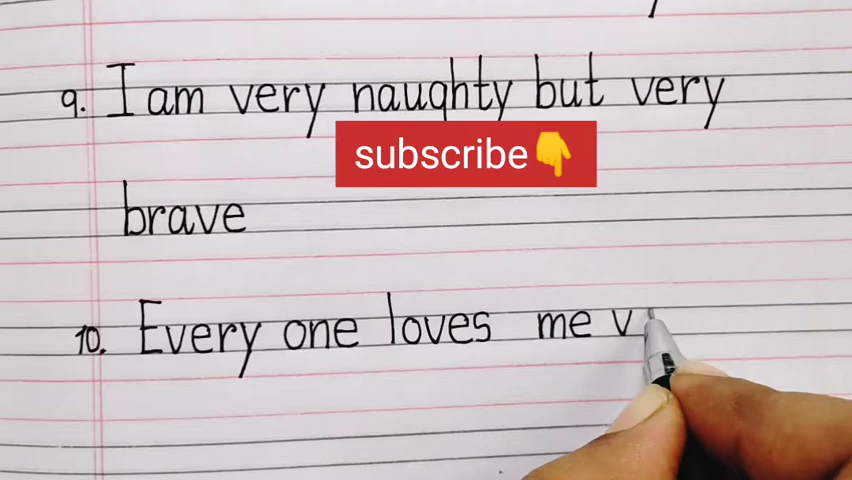 9. I am very naughty but very
subscribe👇
brave
10. Every one loves me v